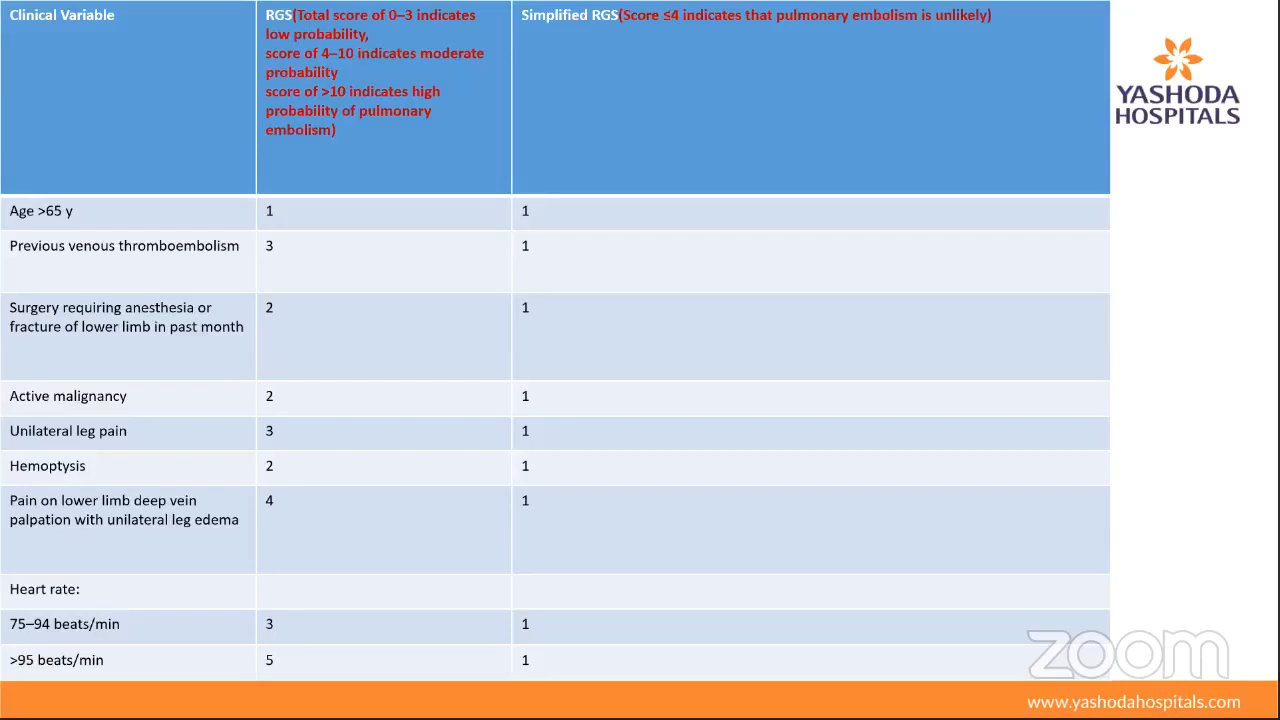 Clinical Variable
RGS(Total score of 0–3 indicates
low probability,
score of 4–10 indicates moderate
probability
score of >10 indicates high
probability of pulmonary
embolism)
Simplified RGS(Score ≤4 indicates that pulmonary embolism is unlikely)
YASHODA
HOSPITALS
Age >65 y 1 1
Previous venous thromboembolism 3 1
Surgery requiring anesthesia or
fracture of lower limb in past month 2 1
Active malignancy 2 1
Unilateral leg pain 3 1
Hemoptysis 2 1
Pain on lower limb deep vein
palpation with unilateral leg edema 4 1
Heart rate:
75–94 beats/min 3 1
>95 beats/min 5 1
zoom
www.yashodahospitals.com